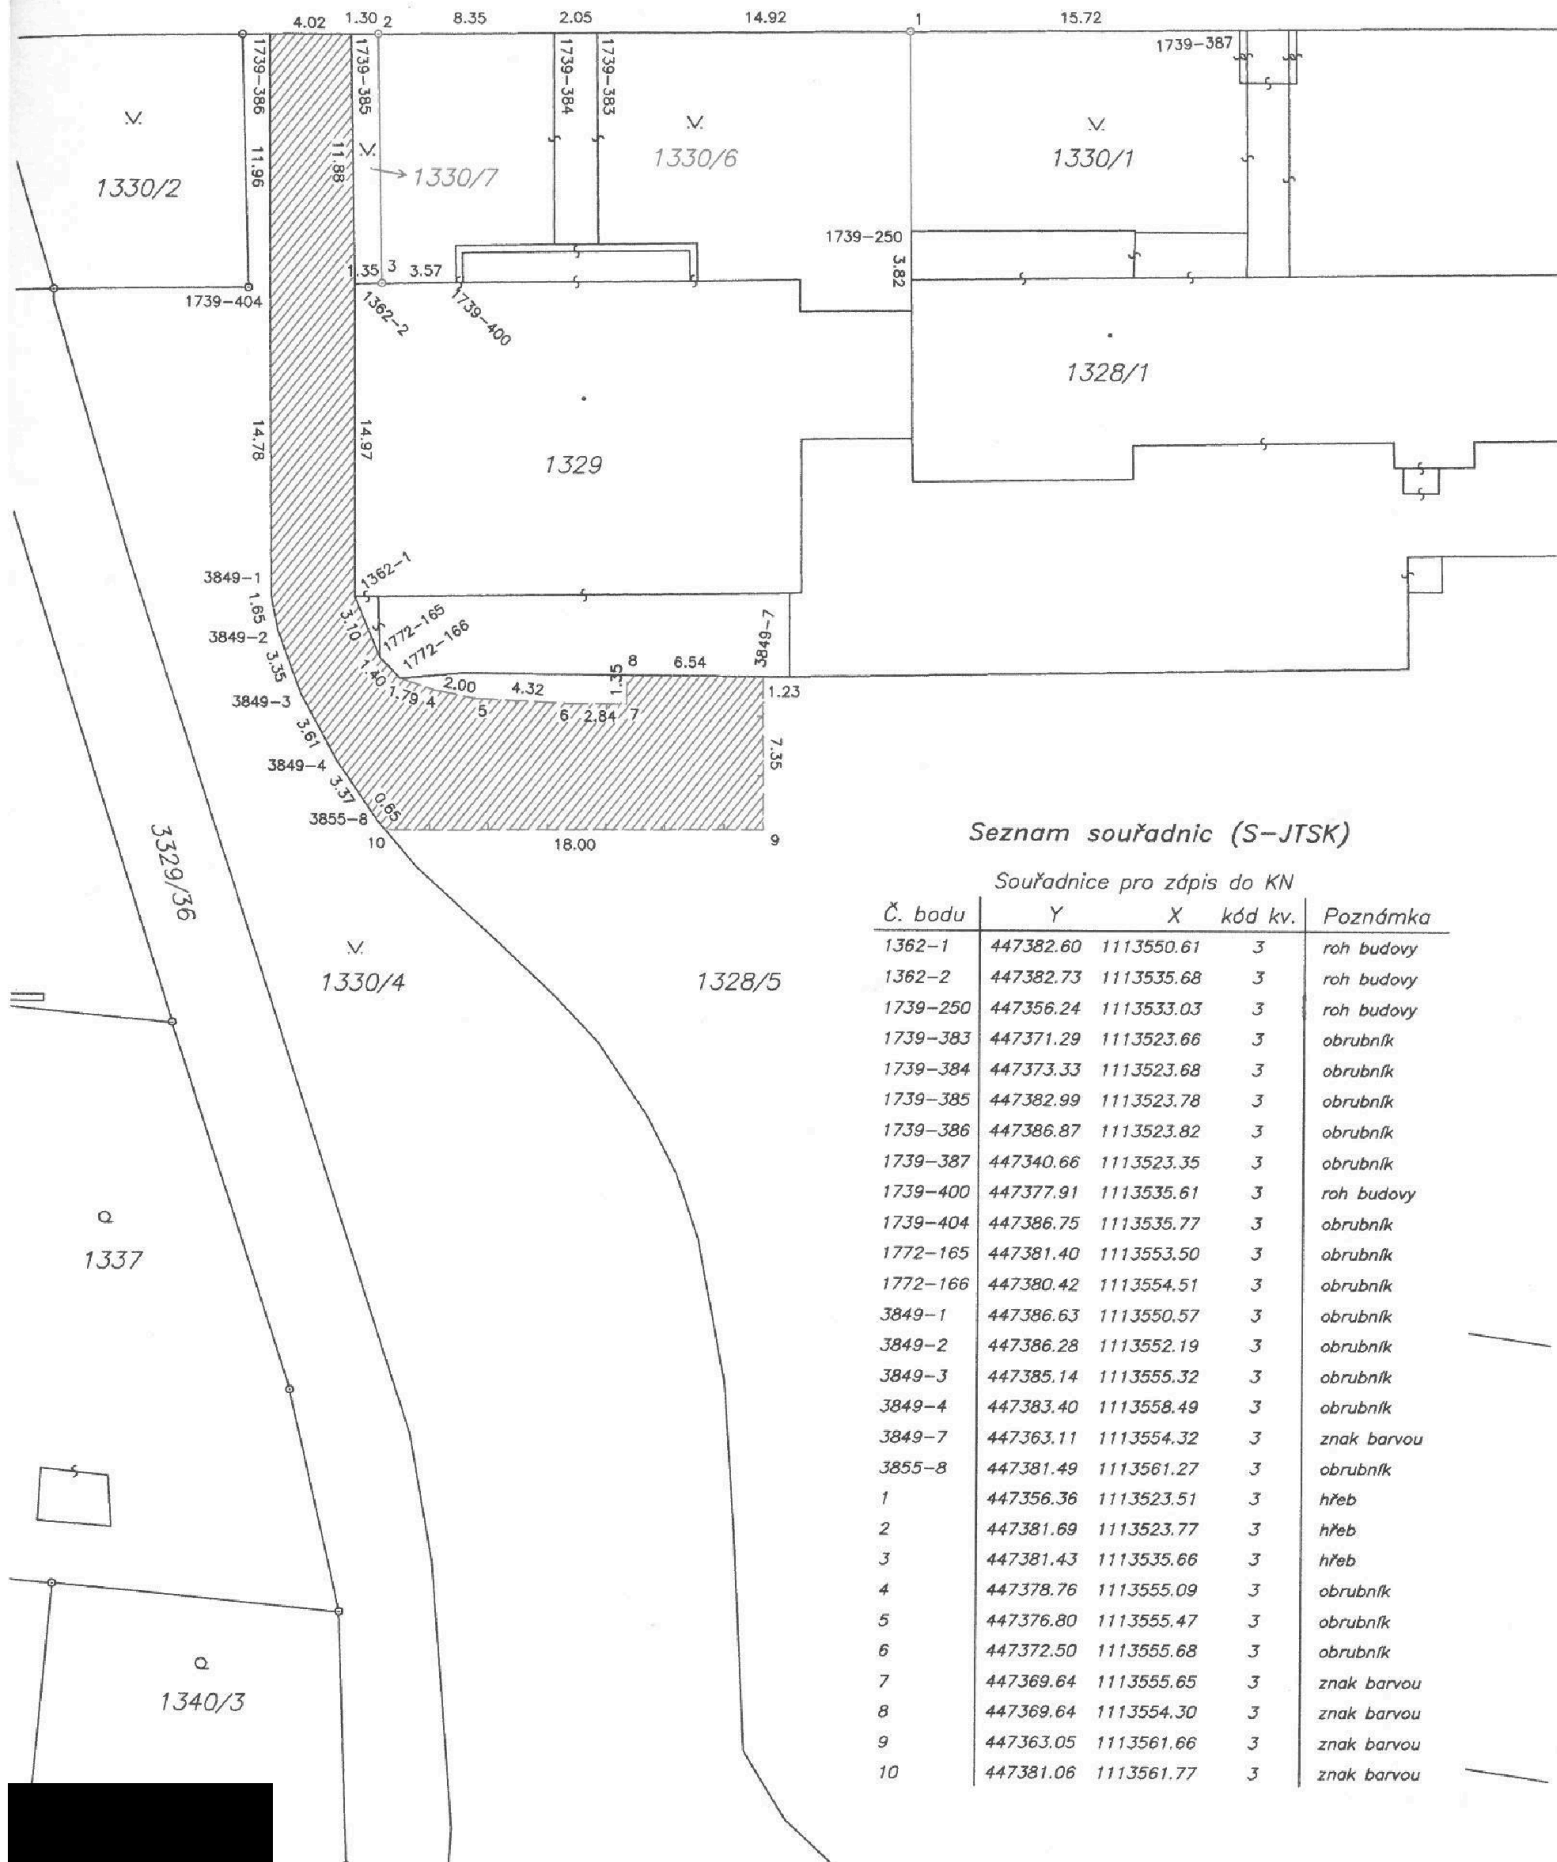 4.02 1.30 2 8.35 2.05 14.92 1 15.72
1739-386
1739-385
1739-384
1739-383
1739-387
11.96
11.88
1330/2
1330/7
1330/6
1330/1
1739-250
3.82
1739-404
1.35 3 3.57
1362-2
1739-400
1328/1
14.78
14.97
1329
3849-1
1362-1
1.65
3.10
1772-165
1772-166
3849-7
3849-2
3.35
1.40
1.79 4
2.00
5
4.32
6 2.84 7
1.35
8 6.54
1.23
3849-3
3.61
7.35
3849-4
3.37
0.65
3855-8
10
18.00
9
3329/36
1330/4
1328/5
1337
1340/3
Seznam souřadnic (S-JTSK)
Souřadnice pro zápis do KN
Č. bodu Y X kód kv. Poznámka
1362-1 447382.60 1113550.61 3 roh budovy
1362-2 447382.73 1113535.68 3 roh budovy
1739-250 447356.24 1113533.03 3 roh budovy
1739-383 447371.29 1113523.66 3 obrubník
1739-384 447373.33 1113523.68 3 obrubník
1739-385 447382.99 1113523.78 3 obrubník
1739-386 447386.87 1113523.82 3 obrubník
1739-387 447340.66 1113523.35 3 obrubník
1739-400 447377.91 1113535.61 3 roh budovy
1739-404 447386.75 1113535.77 3 obrubník
1772-165 447381.40 1113553.50 3 obrubník
1772-166 447380.42 1113554.51 3 obrubník
3849-1 447386.63 1113550.57 3 obrubník
3849-2 447386.28 1113552.19 3 obrubník
3849-3 447385.14 1113555.32 3 obrubník
3849-4 447383.40 1113558.49 3 obrubník
3849-7 447363.11 1113554.32 3 znak barvou
3855-8 447381.49 1113561.27 3 obrubník
1 447356.36 1113523.51 3 hřeb
2 447381.69 1113523.77 3 hřeb
3 447381.43 1113535.66 3 hřeb
4 447378.76 1113555.09 3 obrubník
5 447376.80 1113555.47 3 obrubník
6 447372.50 1113555.68 3 obrubník
7 447369.64 1113555.65 3 znak barvou
8 447369.64 1113554.30 3 znak barvou
9 447363.05 1113561.66 3 znak barvou
10 447381.06 1113561.77 3 znak barvou